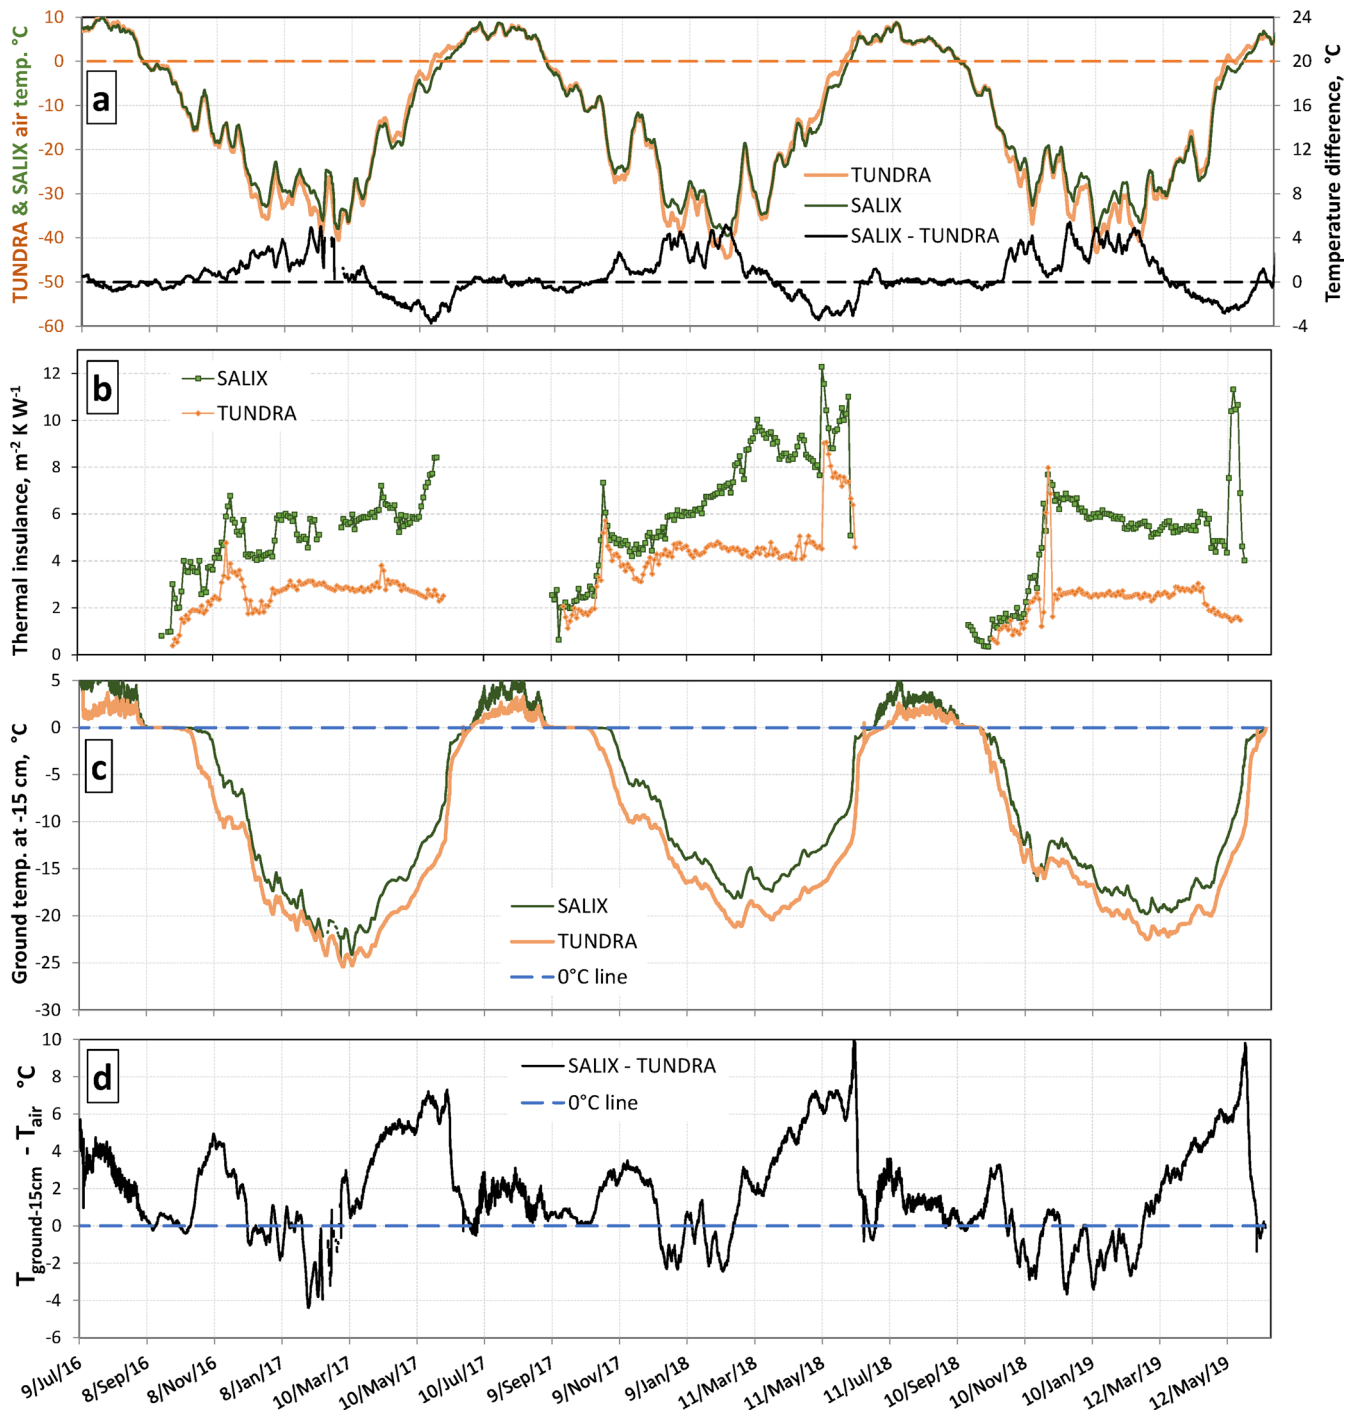 TUNDRA & SALIX air temp. °C
10
0
-10
-20
-30
-40
-50
-60
a
TUNDRA
SALIX
SALIX - TUNDRA
24
20
16
12
8
4
0
-4
Temperature difference, °C
Thermal insulance, m-2 K W-1
12
10
8
6
4
2
0
b
SALIX
TUNDRA
Ground temp. at -15 cm, °C
5
0
-5
-10
-15
-20
-25
-30
c
SALIX
TUNDRA
0°C line
Tground-15cm - Tair °C
10
8
6
4
2
0
-2
-4
-6
d
SALIX - TUNDRA
0°C line
9/Jul/16
8/Sep/16
8/Nov/16
8/Jan/17
10/Mar/17
10/May/17
10/Jul/17
9/Sep/17
9/Nov/17
9/Jan/18
11/Mar/18
11/May/18
11/Jul/18
10/Sep/18
10/Nov/18
10/Jan/19
12/Mar/19
12/May/19